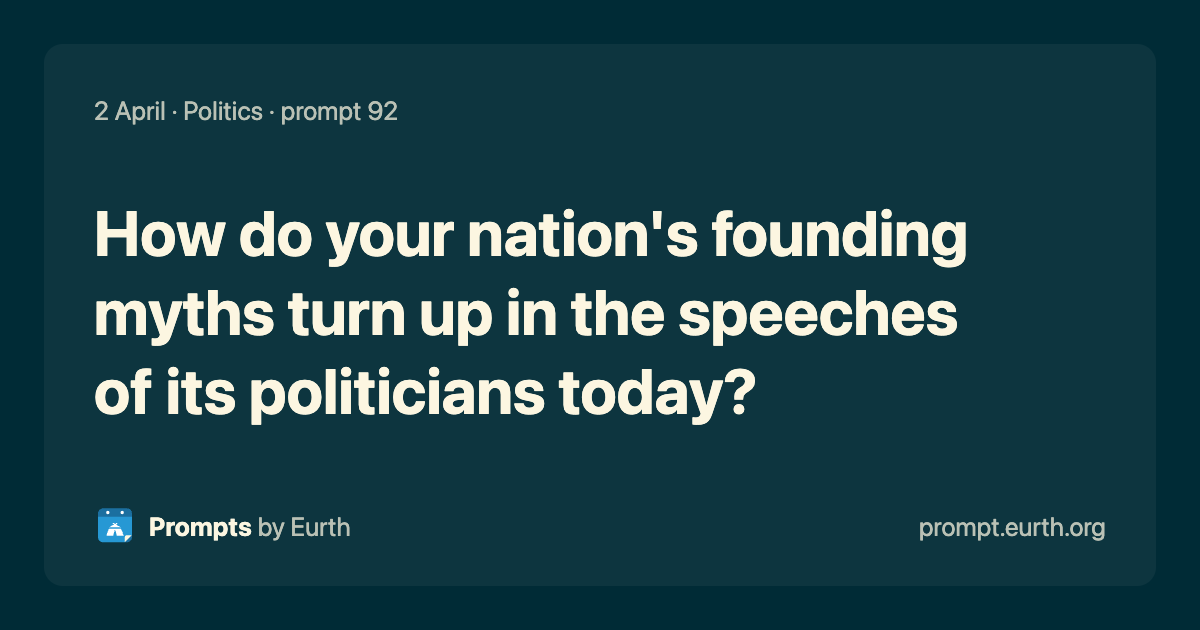 2 April · Politics · prompt 92
How do your nation's founding
myths turn up in the speeches
of its politicians today?
Prompts by Eurth
prompt.eurth.org